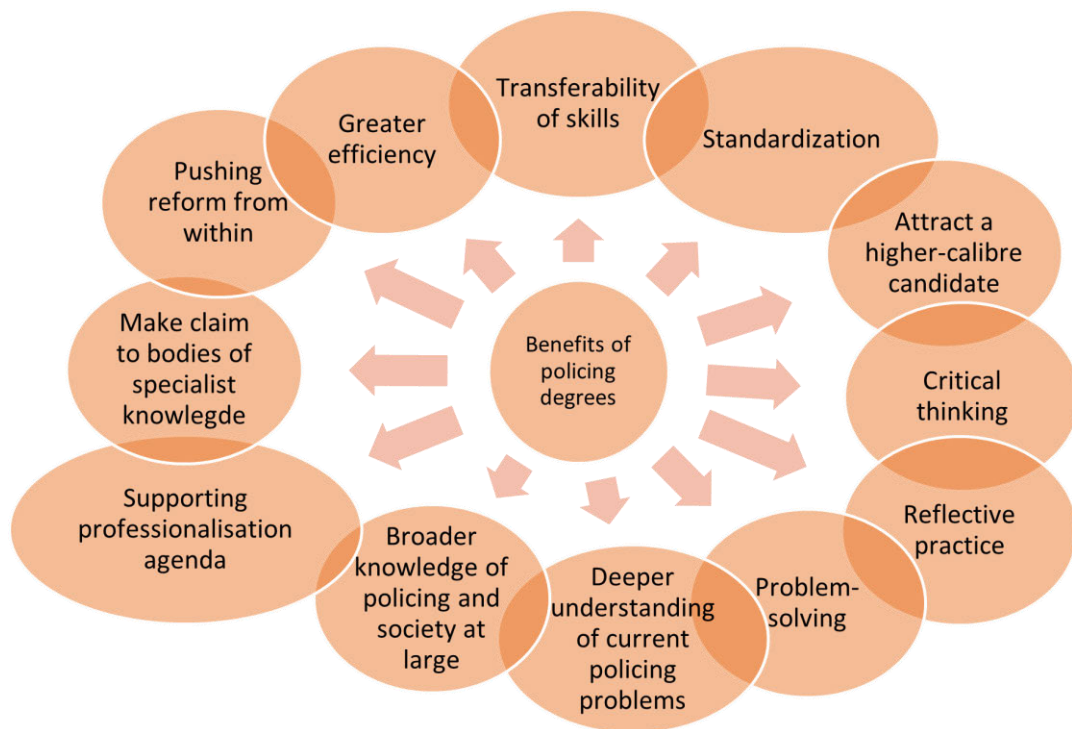 Transferability
of skills
Standardization
Attract a
higher-calibre
candidate
Critical
thinking
Reflective
practice
Problem-
solving
Deeper
understanding
of current
policing
problems
Broader
knowledge of
policing and
society at
large
Supporting
professionalisation
agenda
Make claim
to bodies of
specialist
knowlegde
Pushing
reform from
within
Greater
efficiency
Benefits of
policing
degrees